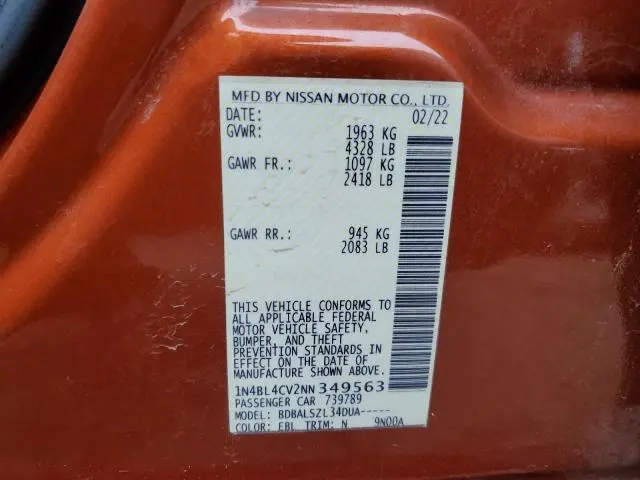 MFD BY NISSAN MOTOR CO., LTD.
DATE: 02/22
GVWR: 1963 KG
4328 LB
GAWR FR.: 1097 KG
2418 LB
GAWR RR.: 945 KG
2083 LB
THIS VEHICLE CONFORMS TO
ALL APPLICABLE FEDERAL
MOTOR VEHICLE SAFETY,
BUMPER, AND THEFT
PREVENTION STANDARDS IN
EFFECT ON THE DATE OF
MANUFACTURE SHOWN ABOVE.
1N4BL4CV2NN349563
PASSENGER CAR 739789
MODEL: BDBALSZL34DUA-----
COLOR: EBL TRIM: N 9N00A